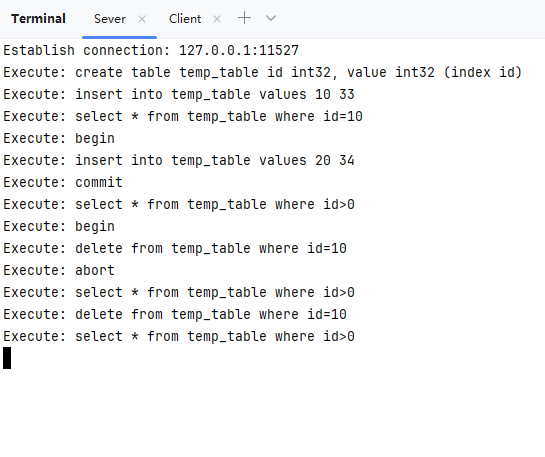 Terminal Sever Client
Establish connection: 127.0.0.1:11527
Execute: create table temp_table id int32, value int32 (index id)
Execute: insert into temp_table values 10 33
Execute: select * from temp_table where id=10
Execute: begin
Execute: insert into temp_table values 20 34
Execute: commit
Execute: select * from temp_table where id>0
Execute: begin
Execute: delete from temp_table where id=10
Execute: abort
Execute: select * from temp_table where id>0
Execute: delete from temp_table where id=10
Execute: select * from temp_table where id>0